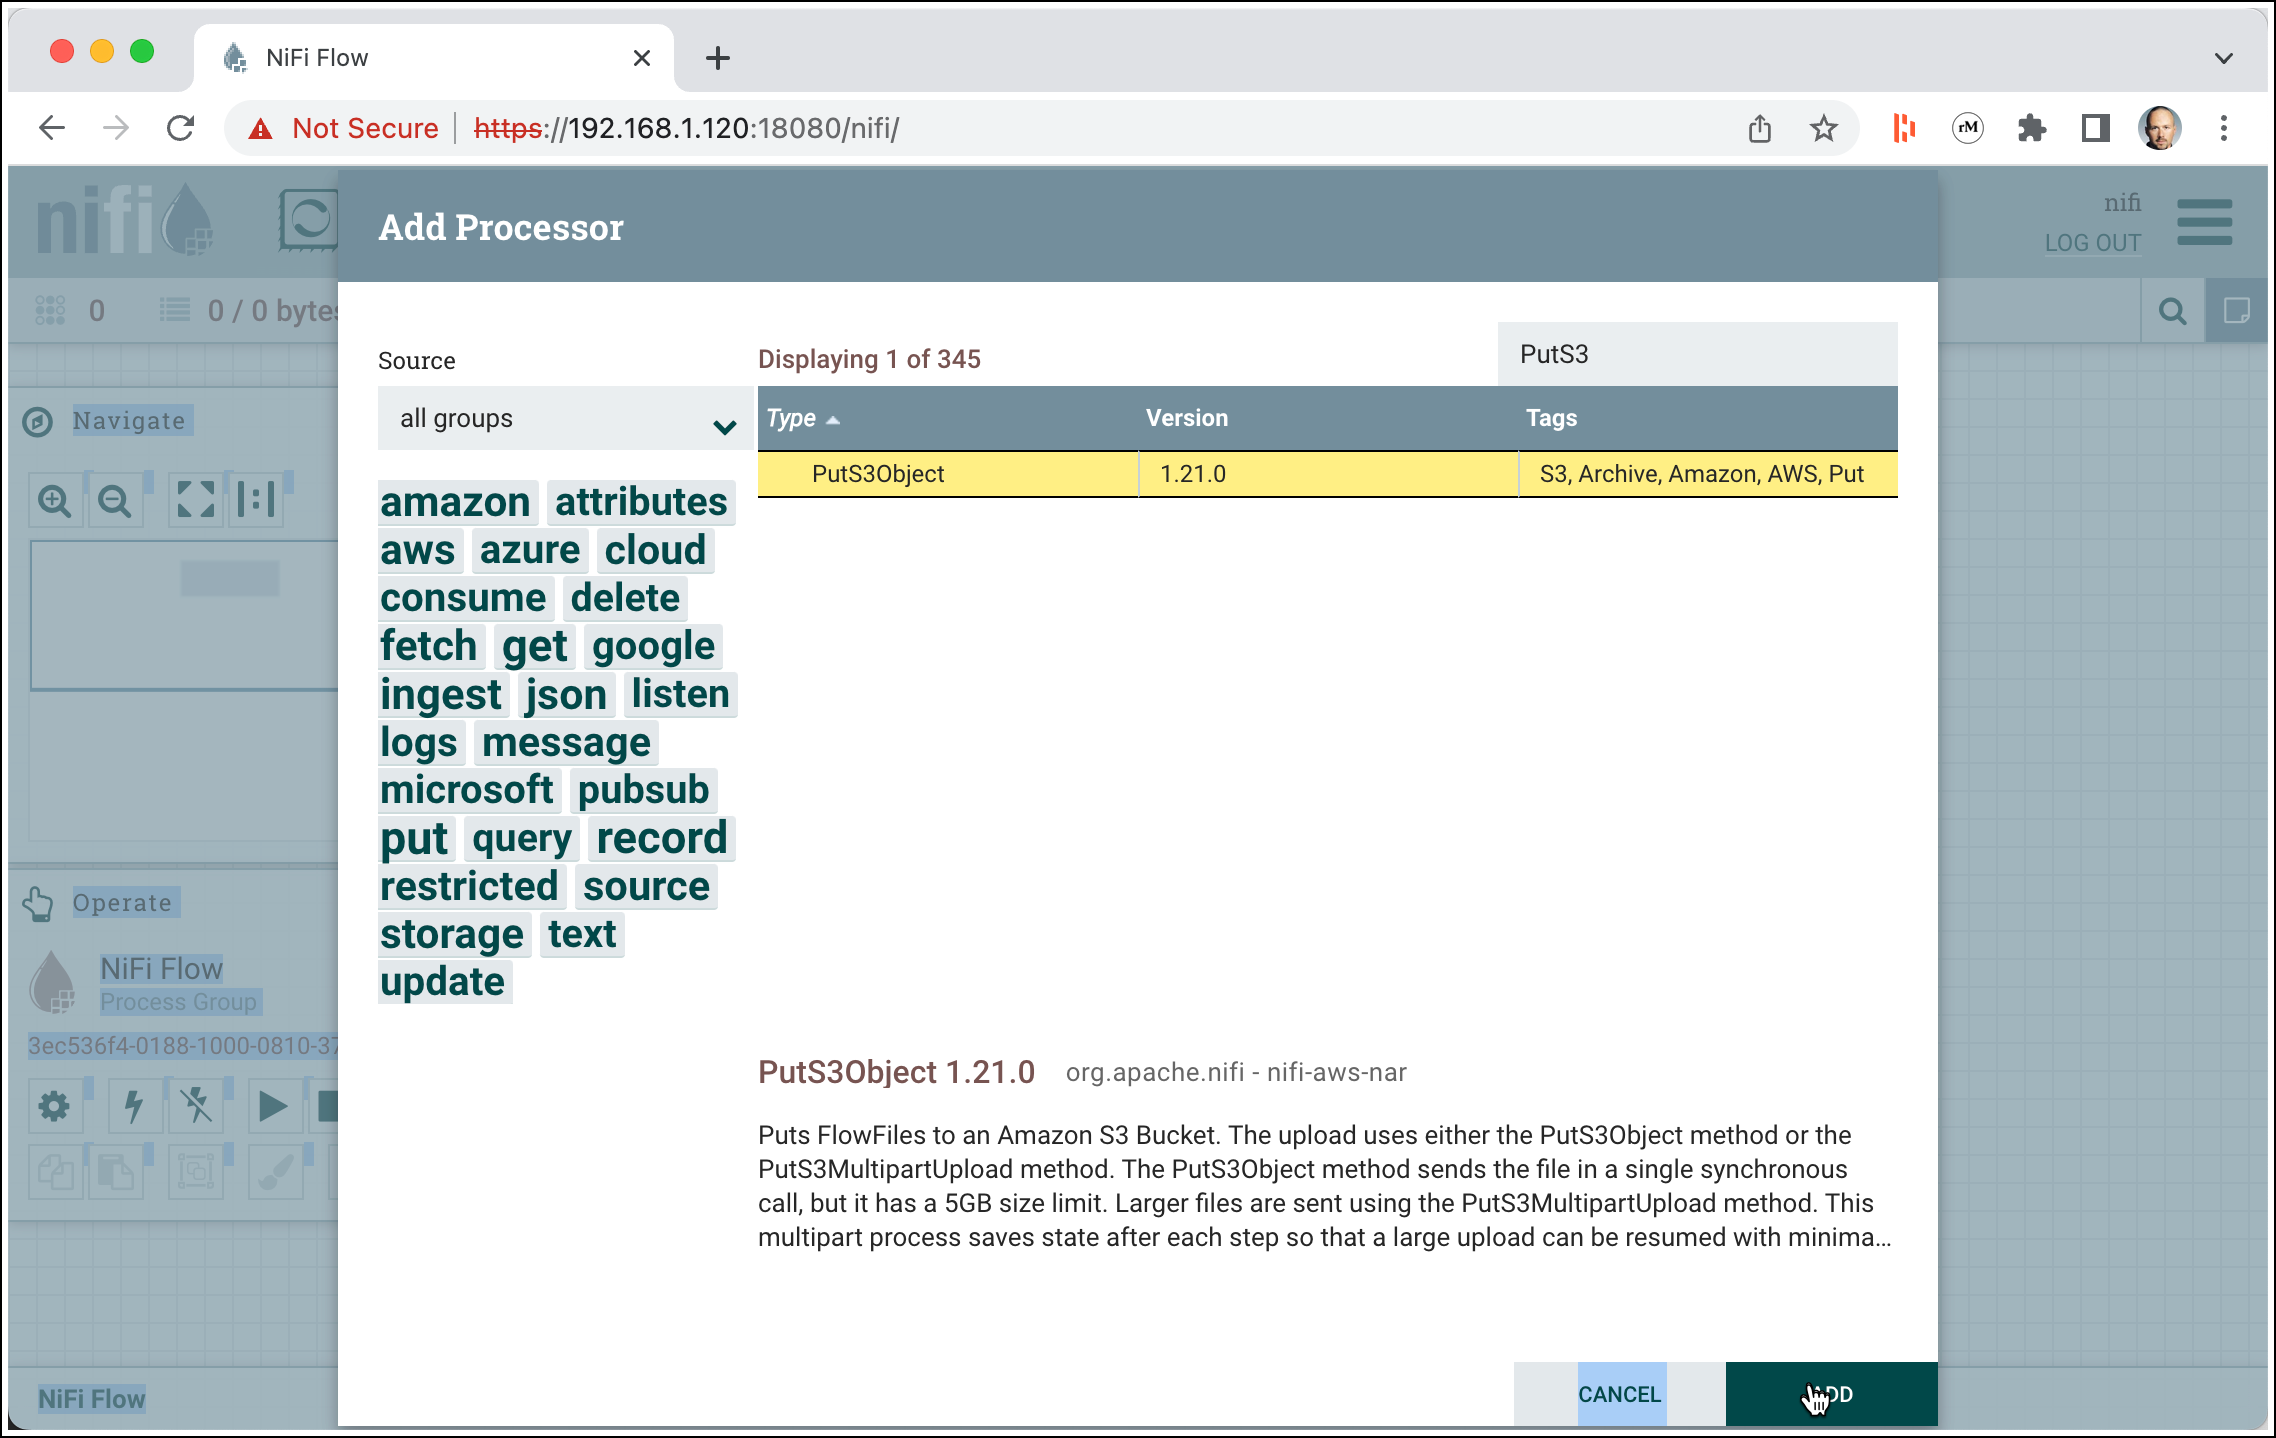 NiFi Flow
Not Secure https://192.168.1.120:18080/nifi/
rM
nifi
Add Processor
nifi
LOG OUT
0 0 / 0 bytes
Source
Displaying 1 of 345
PutS3
all groups
Type Version Tags
PutS3Object 1.21.0 S3, Archive, Amazon, AWS, Put
Navigate
amazon attributes
aws azure cloud
consume delete
fetch get google
ingest json listen
logs message
microsoft pubsub
put query record
restricted source
storage text
update
Operate
NiFi Flow
Process Group
3ec536f4-0188-1000-0810-37
PutS3Object 1.21.0 org.apache.nifi - nifi-aws-nar
Puts FlowFiles to an Amazon S3 Bucket. The upload uses either the PutS3Object method or the
PutS3MultipartUpload method. The PutS3Object method sends the file in a single synchronous
call, but it has a 5GB size limit. Larger files are sent using the PutS3MultipartUpload method. This
multipart process saves state after each step so that a large upload can be resumed with minima...
CANCEL ADD
NiFi Flow